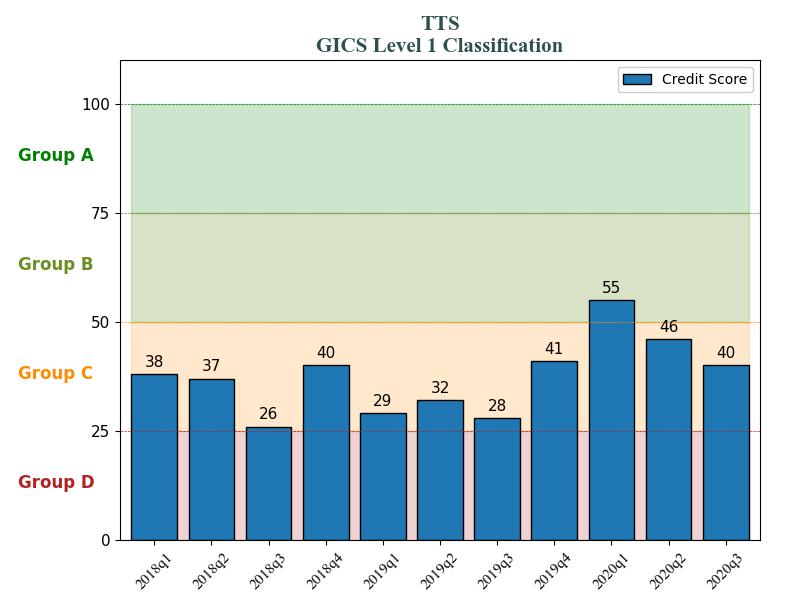 TTS
GICS Level 1 Classification
Credit Score
100
Group A
75
Group B
55
50
46
41
40
40
38
37
Group C
32
29
28
26
25
Group D
0
2018q1 2018q2 2018q3 2018q4 2019q1 2019q2 2019q3 2019q4 2020q1 2020q2 2020q3